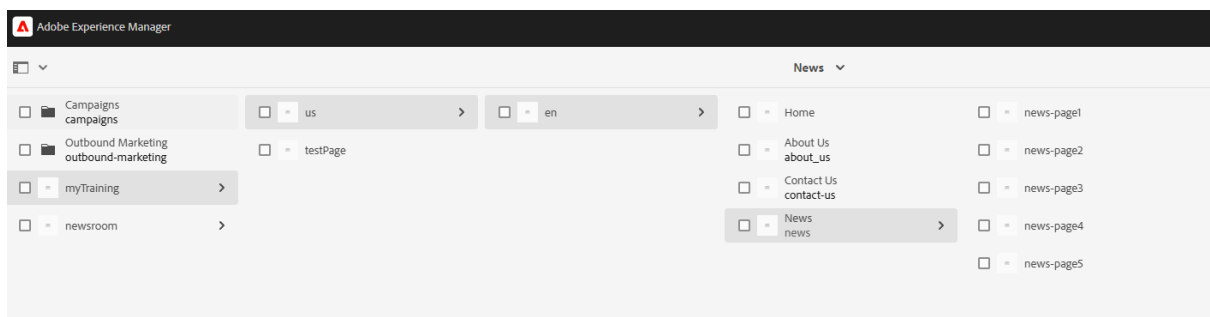 Adobe Experience Manager
News
Campaigns
campaigns
Outbound Marketing
outbound-marketing
myTraining
newsroom
us
testPage
en
Home
About Us
about_us
Contact Us
contact-us
News
news
news-page1
news-page2
news-page3
news-page4
news-page5